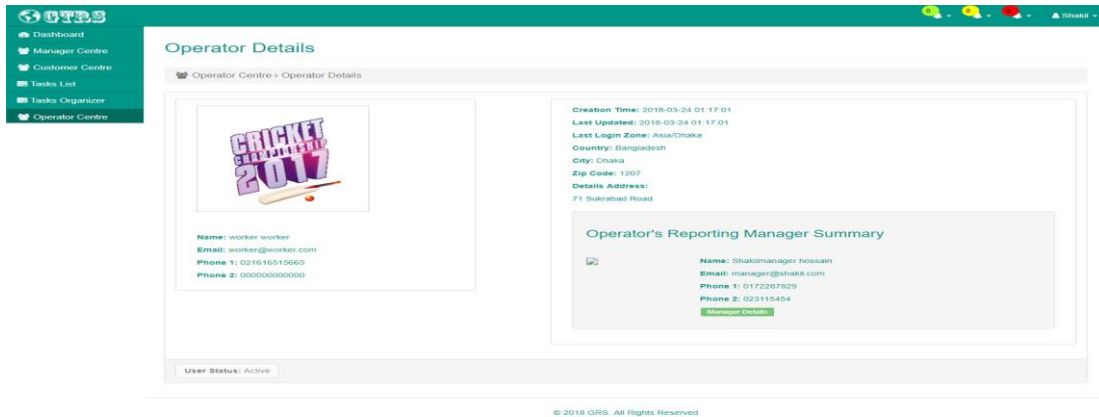 GTRS
0
0
0
Shakil
Dashboard
Manager Centre
Customer Centre
Tasks List
Tasks Organizer
Operator Centre
Operator Details
Operator Centre › Operator Details
CRICKET
CHAMPIONSHIP
2017
Name: worker worker
Email: worker@worker.com
Phone 1: 021616515665
Phone 2: 000000000000
Creation Time: 2018-03-24 01:17:01
Last Updated: 2018-03-24 01:17:01
Last Login Zone: Asia/Dhaka
Country: Bangladesh
City: Dhaka
Zip Code: 1207
Details Address:
71 Sukrabad Road
Operator's Reporting Manager Summary
Name: Shakilmanager hossain
Email: manager@shakil.com
Phone 1: 0172287829
Phone 2: 023115454
Manager Details
User Status: Active
© 2018 GRS. All Rights Reserved